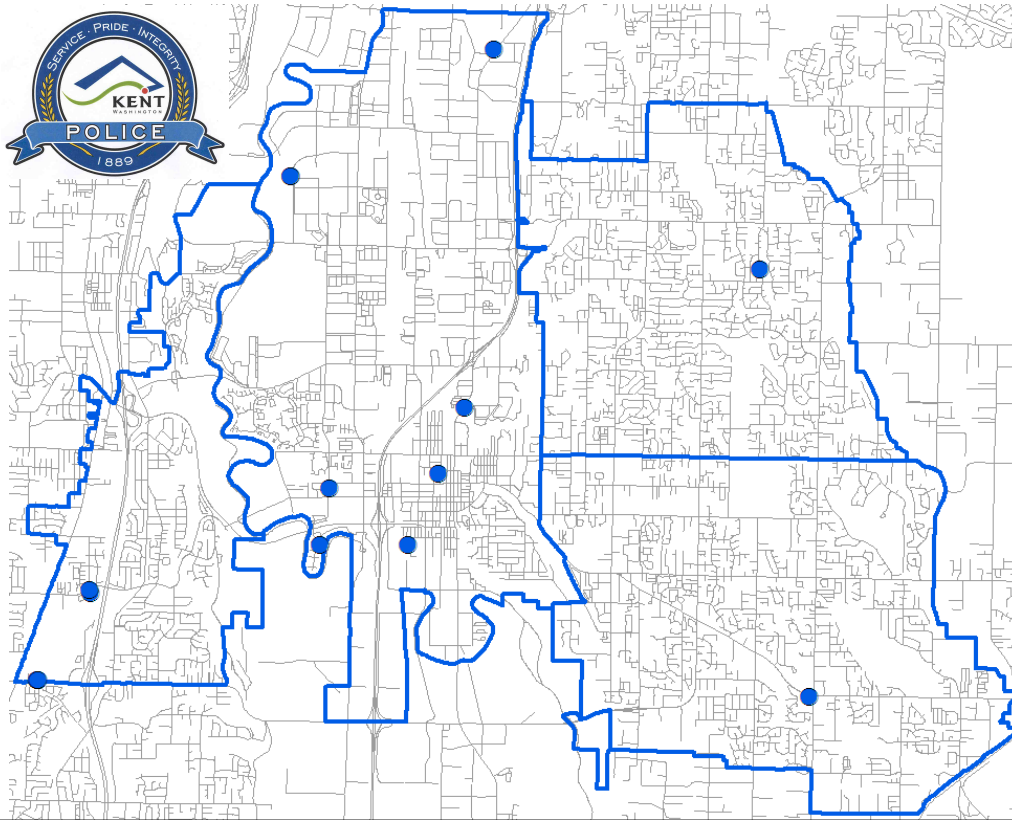 SERVICE · PRIDE · INTEGRITY
KENT
WASHINGTON
POLICE
1889